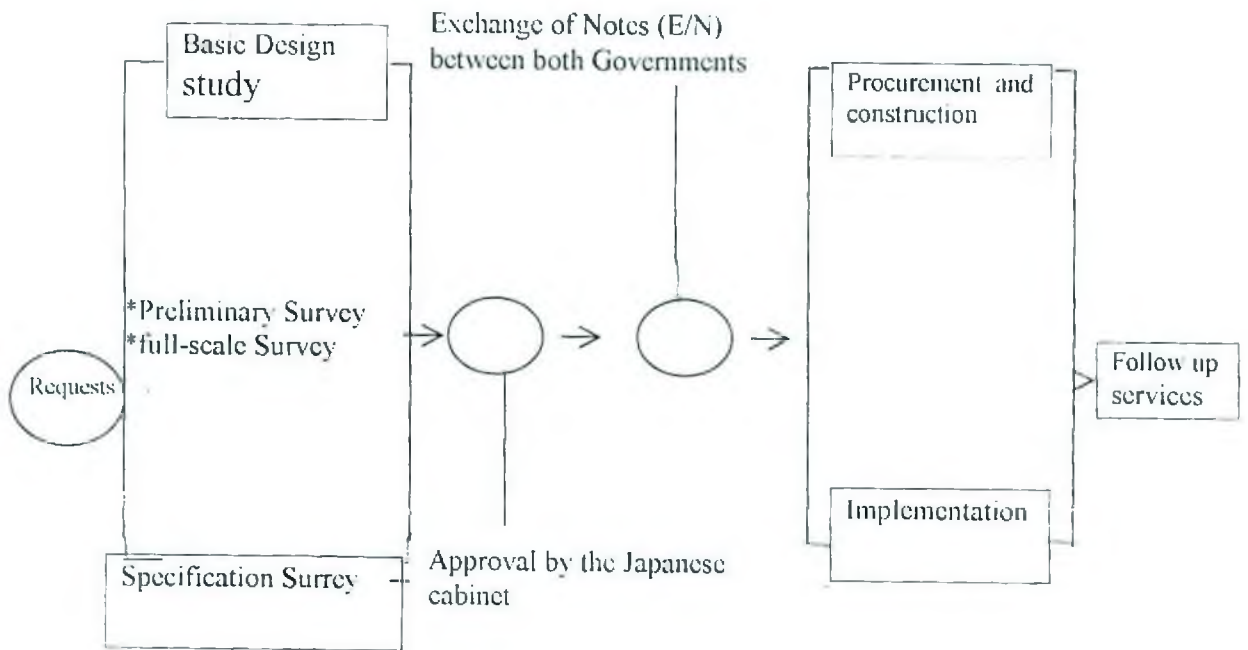 Basic Design
study
Exchange of Notes (E/N)
between both Governments
Procurement and
construction
*Preliminary Survey
*full-scale Survey
Requests
Follow up
services
Implementation
Specification Surrey
Approval by the Japanese
cabinet